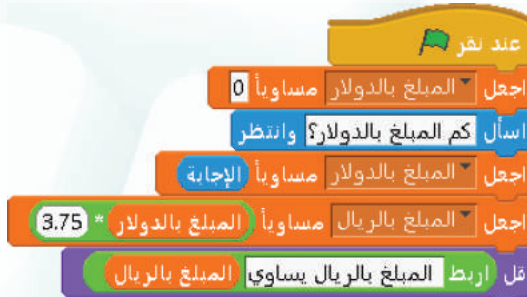 عند نقر
اجعل المبلغ بالدولار مساوياً 0
اسأل كم المبلغ بالدولار؟ وانتظر
اجعل المبلغ بالدولار مساوياً الإجابة
اجعل المبلغ بالريال مساوياً المبلغ بالدولار * 3.75
قل اربط المبلغ بالريال يساوي المبلغ بالريال